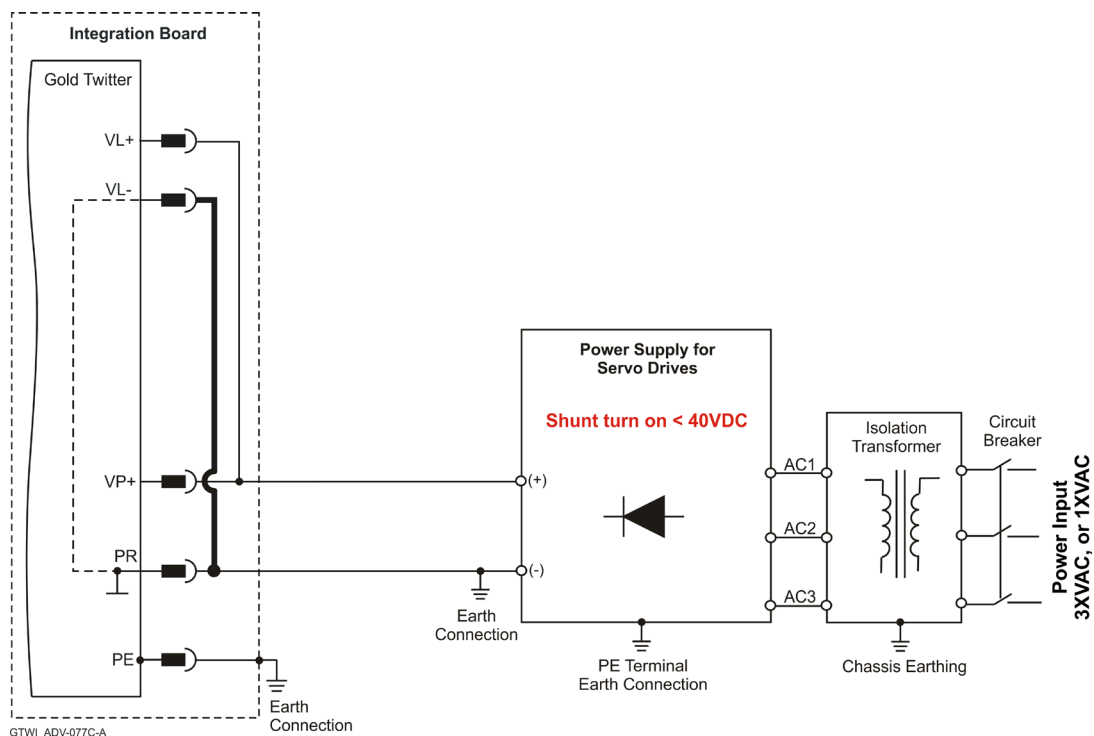 Integration Board
Gold Twitter
VL+
VL-
VP+
PR
PE
Earth
Connection
Power Supply for
Servo Drives
Shunt turn on < 40VDC
(+)
(-)
Earth
Connection
PE Terminal
Earth Connection
AC1
AC2
AC3
Isolation
Transformer
Chassis Earthing
Circuit
Breaker
Power Input
3XVAC, or 1XVAC
GTWI_ADV-077C-A